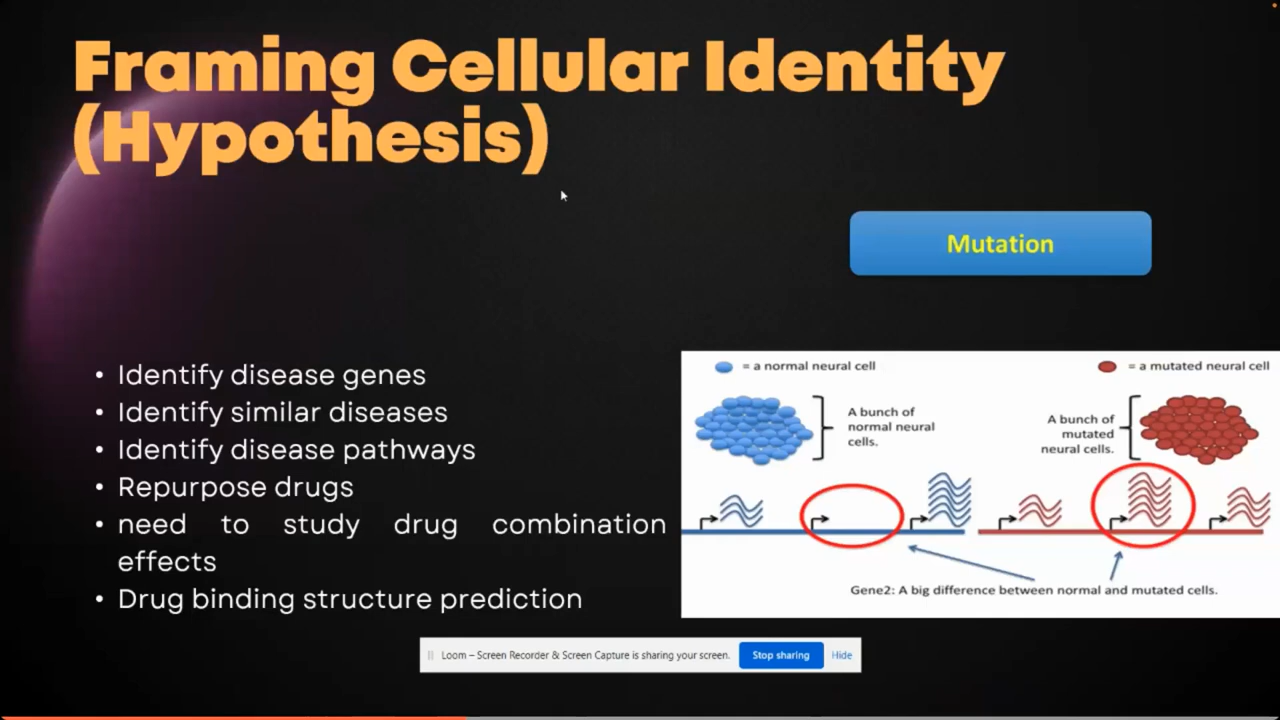 Framing Cellular Identity
(Hypothesis)
Mutation
• Identify disease genes
• Identify similar diseases
• Identify disease pathways
• Repurpose drugs
• need to study drug combination
effects
• Drug binding structure prediction
= a normal neural cell
= a mutated neural cell
A bunch of
normal neural
cells.
A bunch of
mutated
neural cells.
Gene2: A big difference between normal and mutated cells.
Loom – Screen Recorder & Screen Capture is sharing your screen.
Stop sharing
Hide